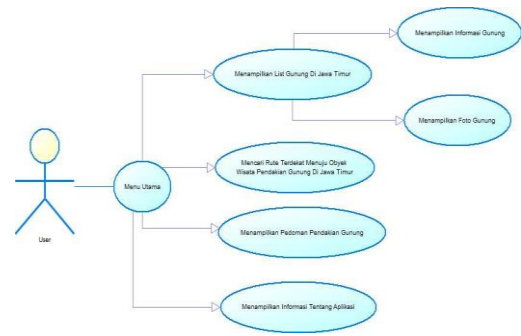 Menampilkan Informasi Gunung
Menampilkan List Gunung Di Jawa Timur
Menampilkan Foto Gunung
Mencari Rute Terdekat Menuju Obyek
Wisata Pendakian Gunung Di Jawa Timur
Menu Utama
Menampilkan Pedoman Pendakian Gunung
User
Menampilkan Informasi Tentang Aplikasi